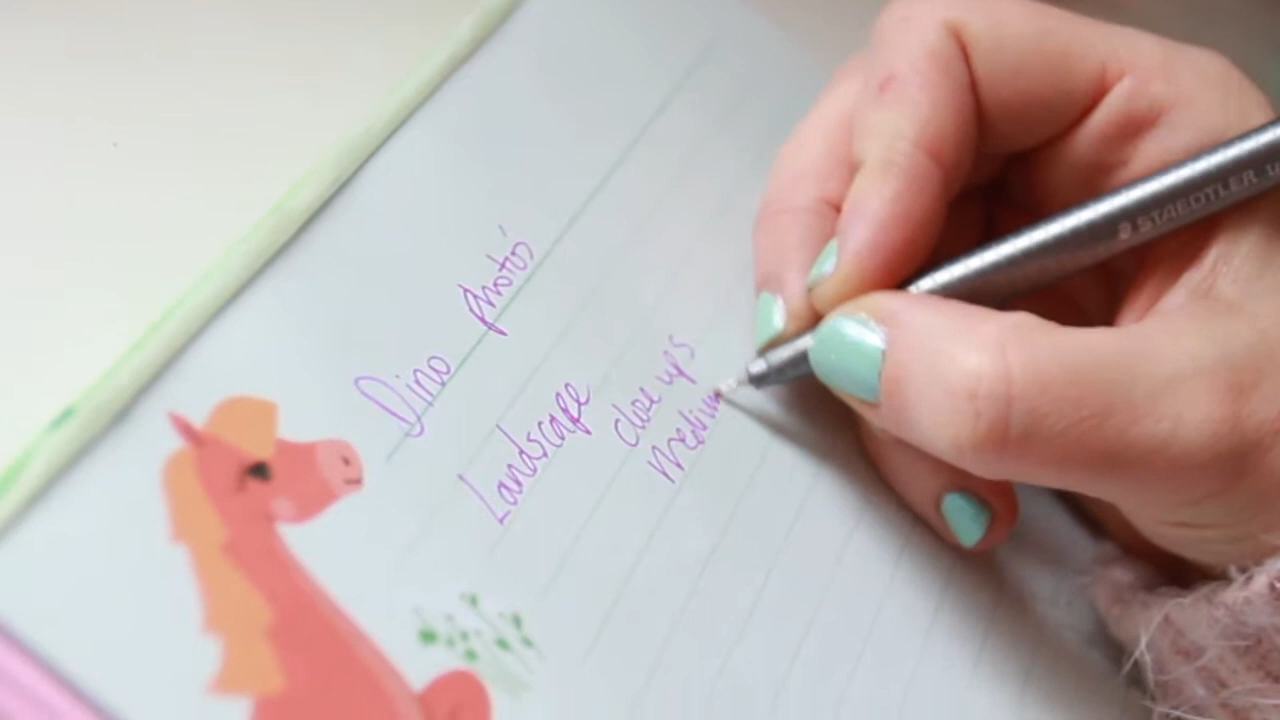 Dino photos
Landscape
close ups
Medium
STAEDTLER